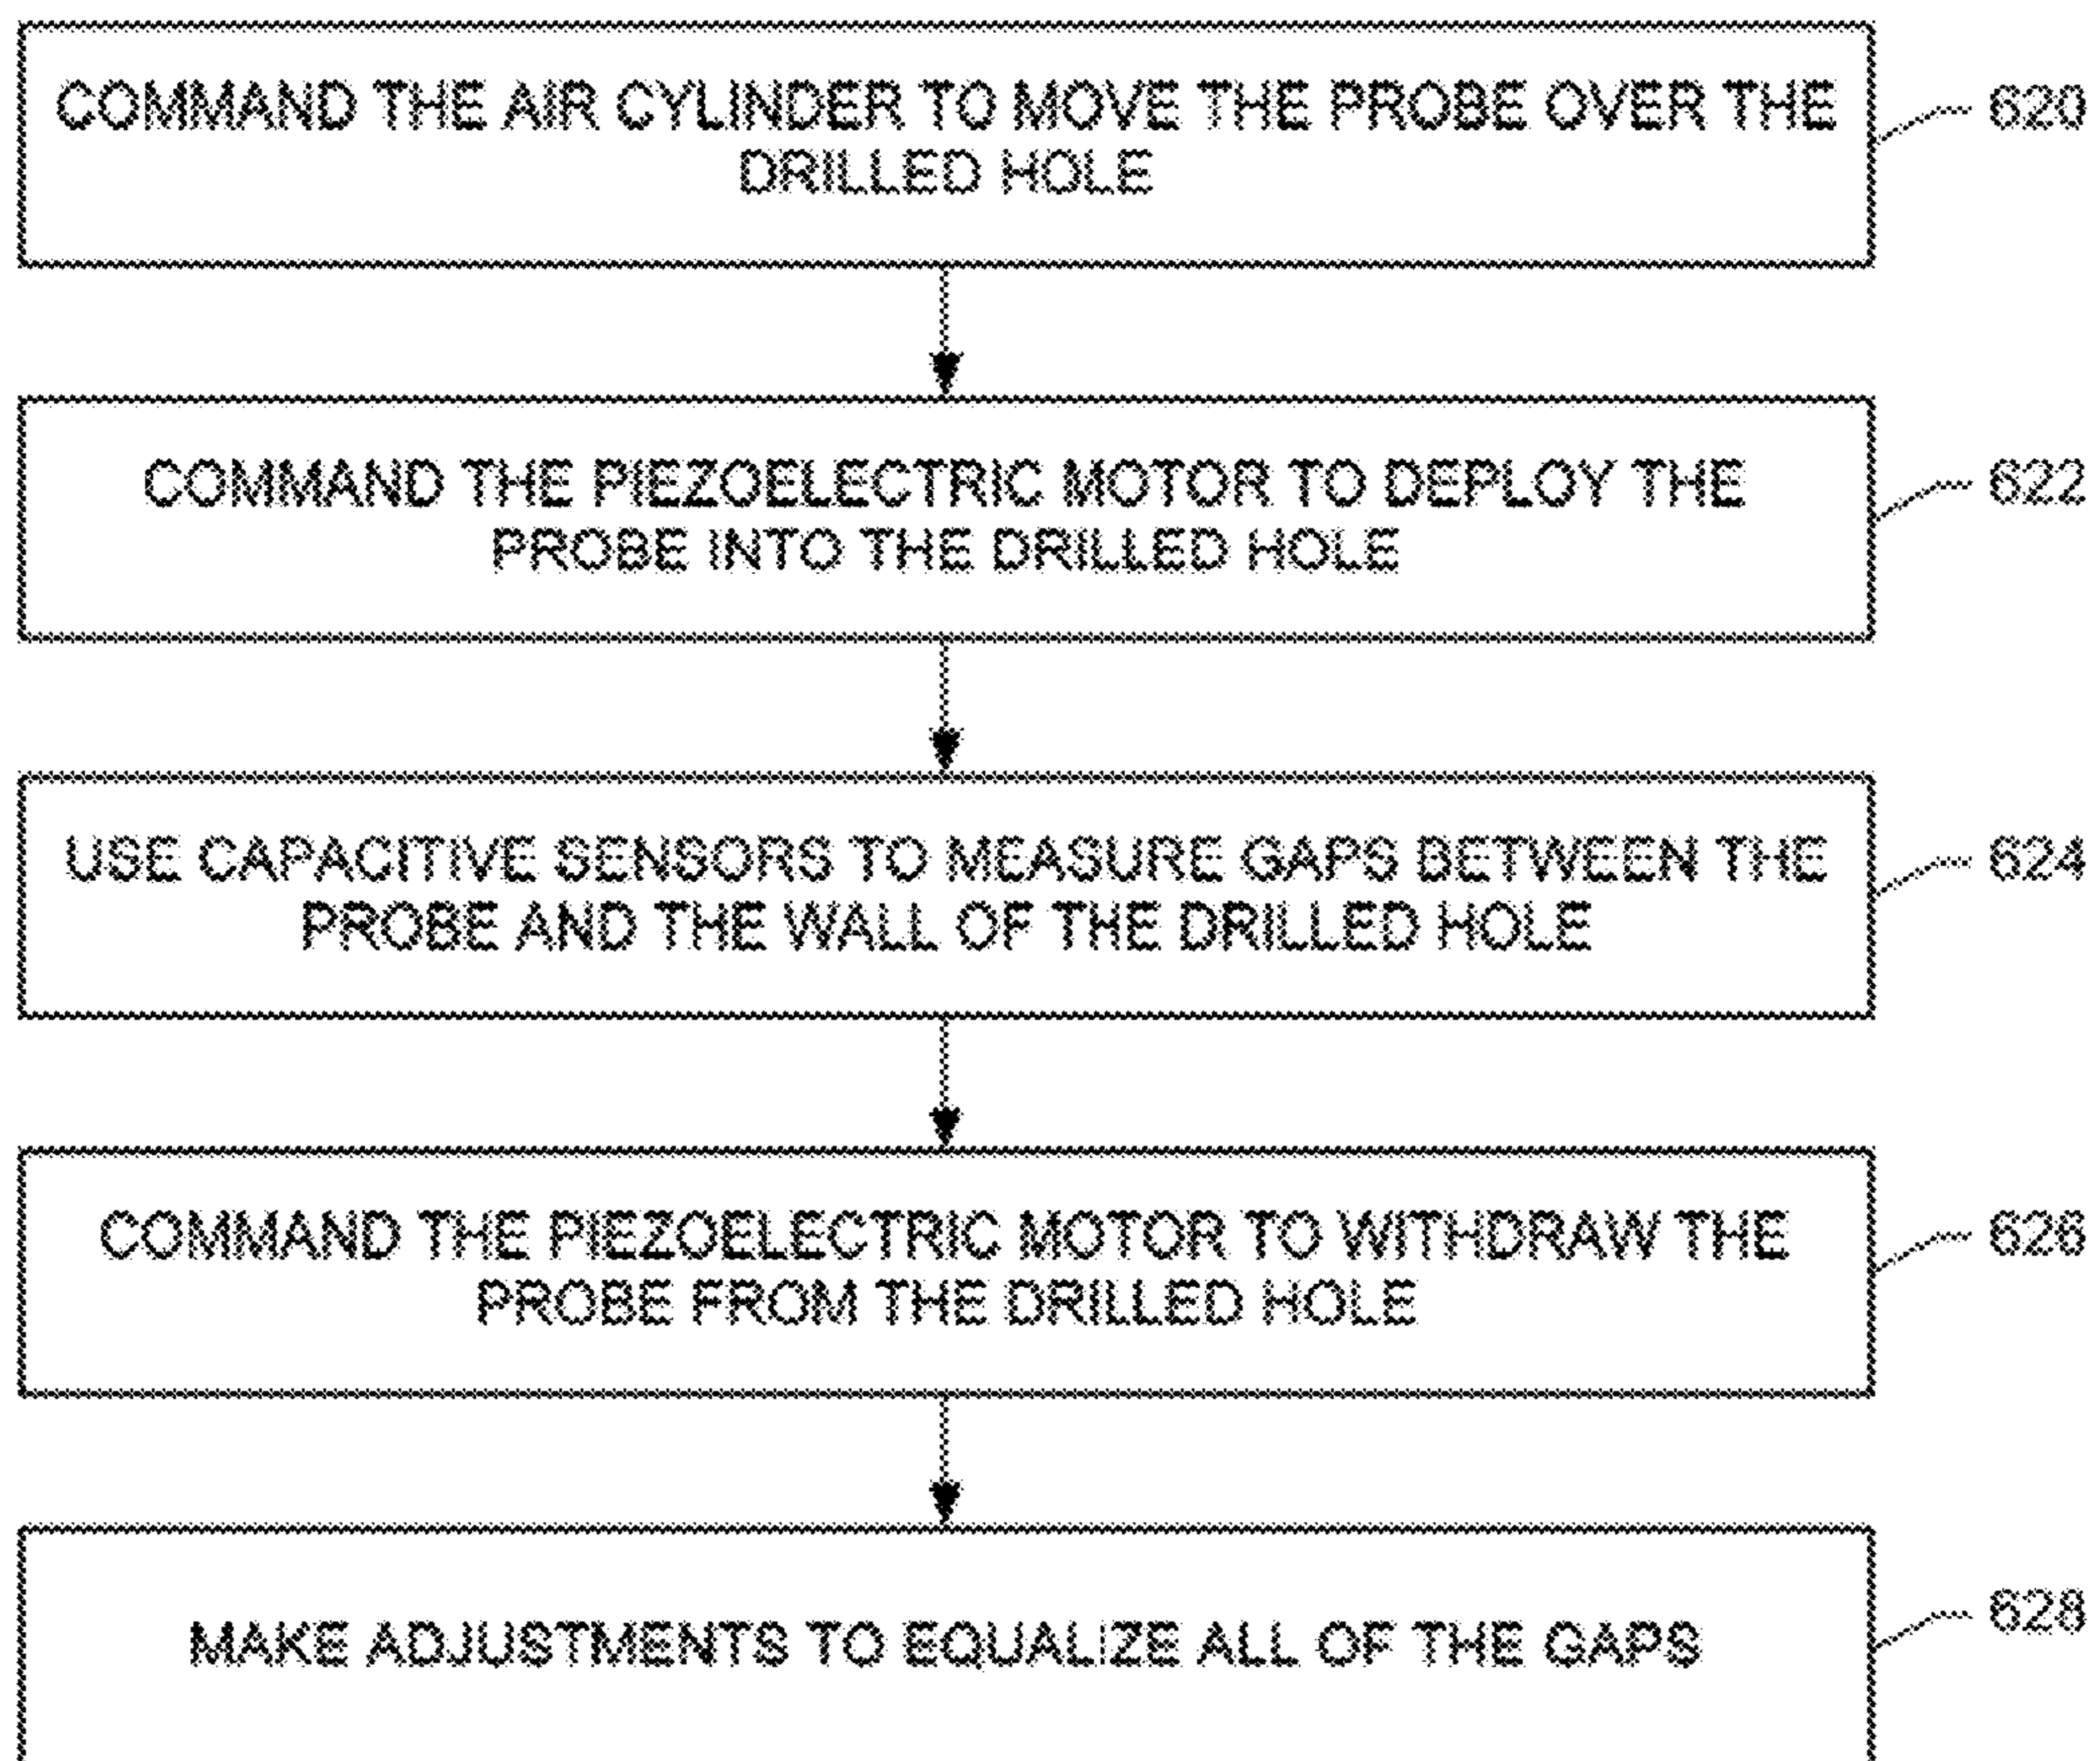 COMMAND THE AIR CYLINDER TO MOVE THE PROBE OVER THE
DRILLED HOLE
620
COMMAND THE PIEZOELECTRIC MOTOR TO DEPLOY THE
PROBE INTO THE DRILLED HOLE
622
USE CAPACITIVE SENSORS TO MEASURE GAPS BETWEEN THE
PROBE AND THE WALL OF THE DRILLED HOLE
624
COMMAND THE PIEZOELECTRIC MOTOR TO WITHDRAW THE
PROBE FROM THE DRILLED HOLE
626
MAKE ADJUSTMENTS TO EQUALIZE ALL OF THE GAPS
628